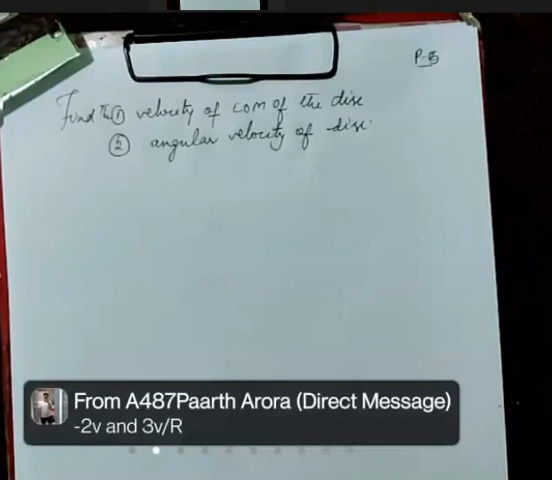 P-B
Find The ① velocity of COM of the disc
② angular velocity of disc.
From A487Paarth Arora (Direct Message)
-2v and 3v/R